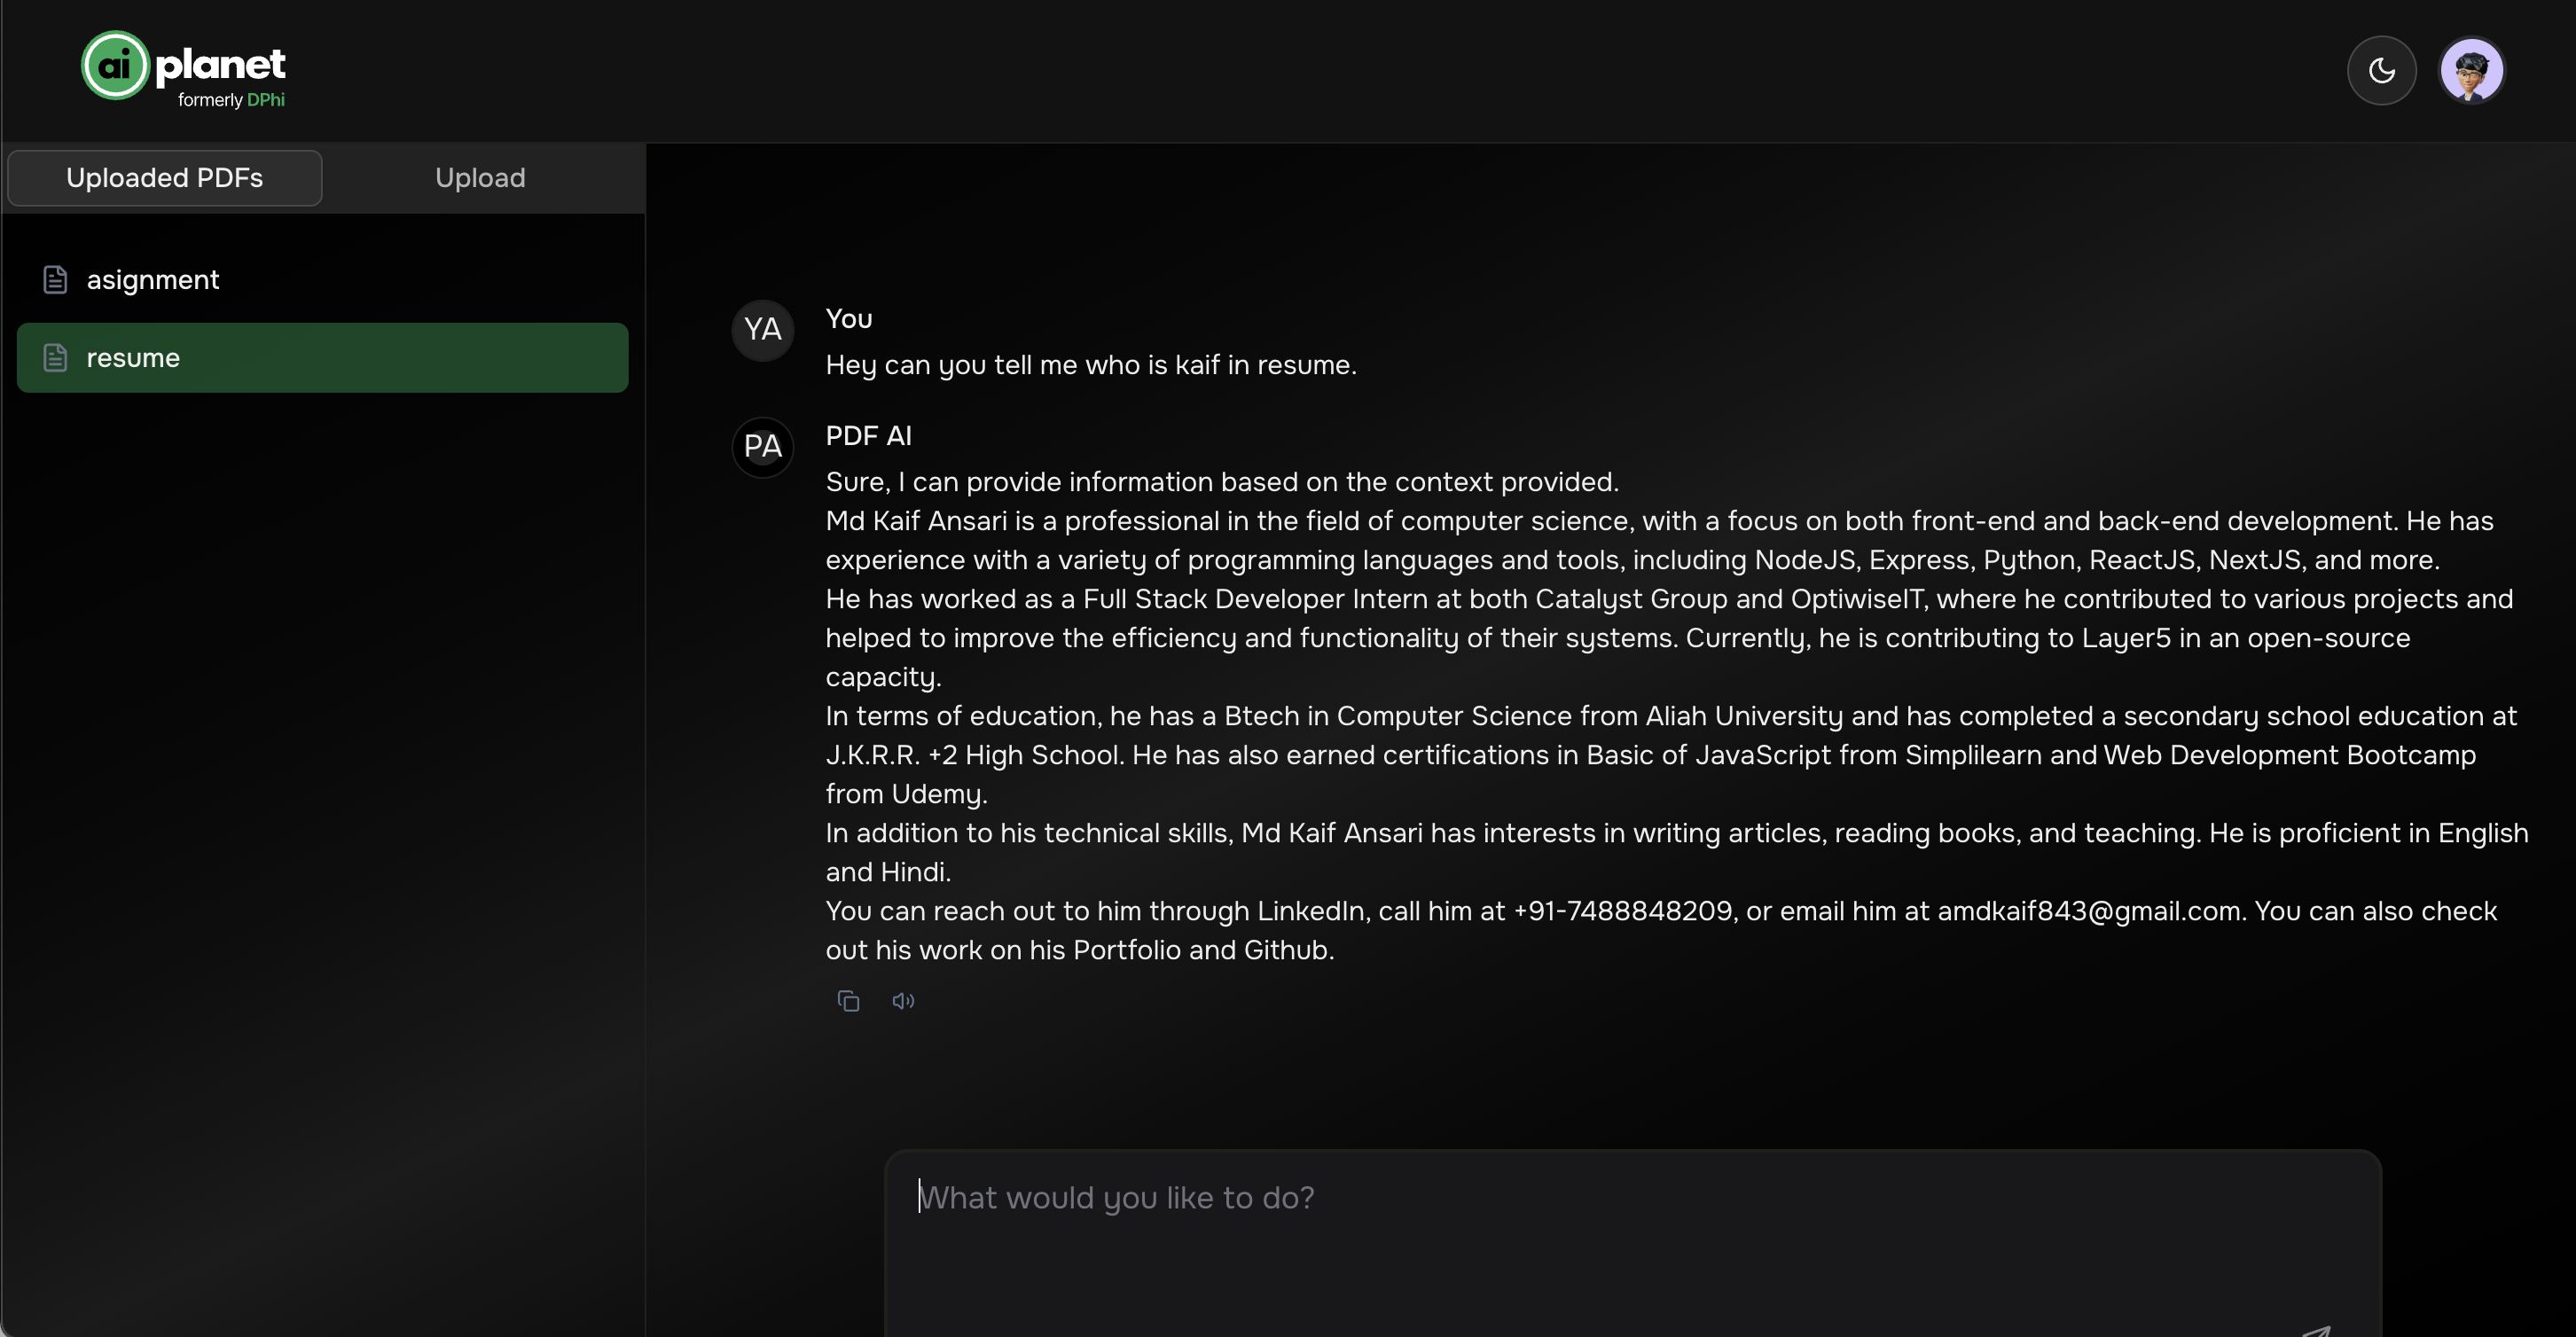 ai planet
formerly DPhi
Uploaded PDFs
Upload
asignment
resume
YA
You
Hey can you tell me who is kaif in resume.
PA
PDF AI
Sure, I can provide information based on the context provided.
Md Kaif Ansari is a professional in the field of computer science, with a focus on both front-end and back-end development. He has
experience with a variety of programming languages and tools, including NodeJS, Express, Python, ReactJS, NextJS, and more.
He has worked as a Full Stack Developer Intern at both Catalyst Group and OptiwiseIT, where he contributed to various projects and
helped to improve the efficiency and functionality of their systems. Currently, he is contributing to Layer5 in an open-source
capacity.
In terms of education, he has a Btech in Computer Science from Aliah University and has completed a secondary school education at
J.K.R.R. +2 High School. He has also earned certifications in Basic of JavaScript from Simplilearn and Web Development Bootcamp
from Udemy.
In addition to his technical skills, Md Kaif Ansari has interests in writing articles, reading books, and teaching. He is proficient in English
and Hindi.
You can reach out to him through LinkedIn, call him at +91-7488848209, or email him at amdkaif843@gmail.com. You can also check
out his work on his Portfolio and Github.
What would you like to do?